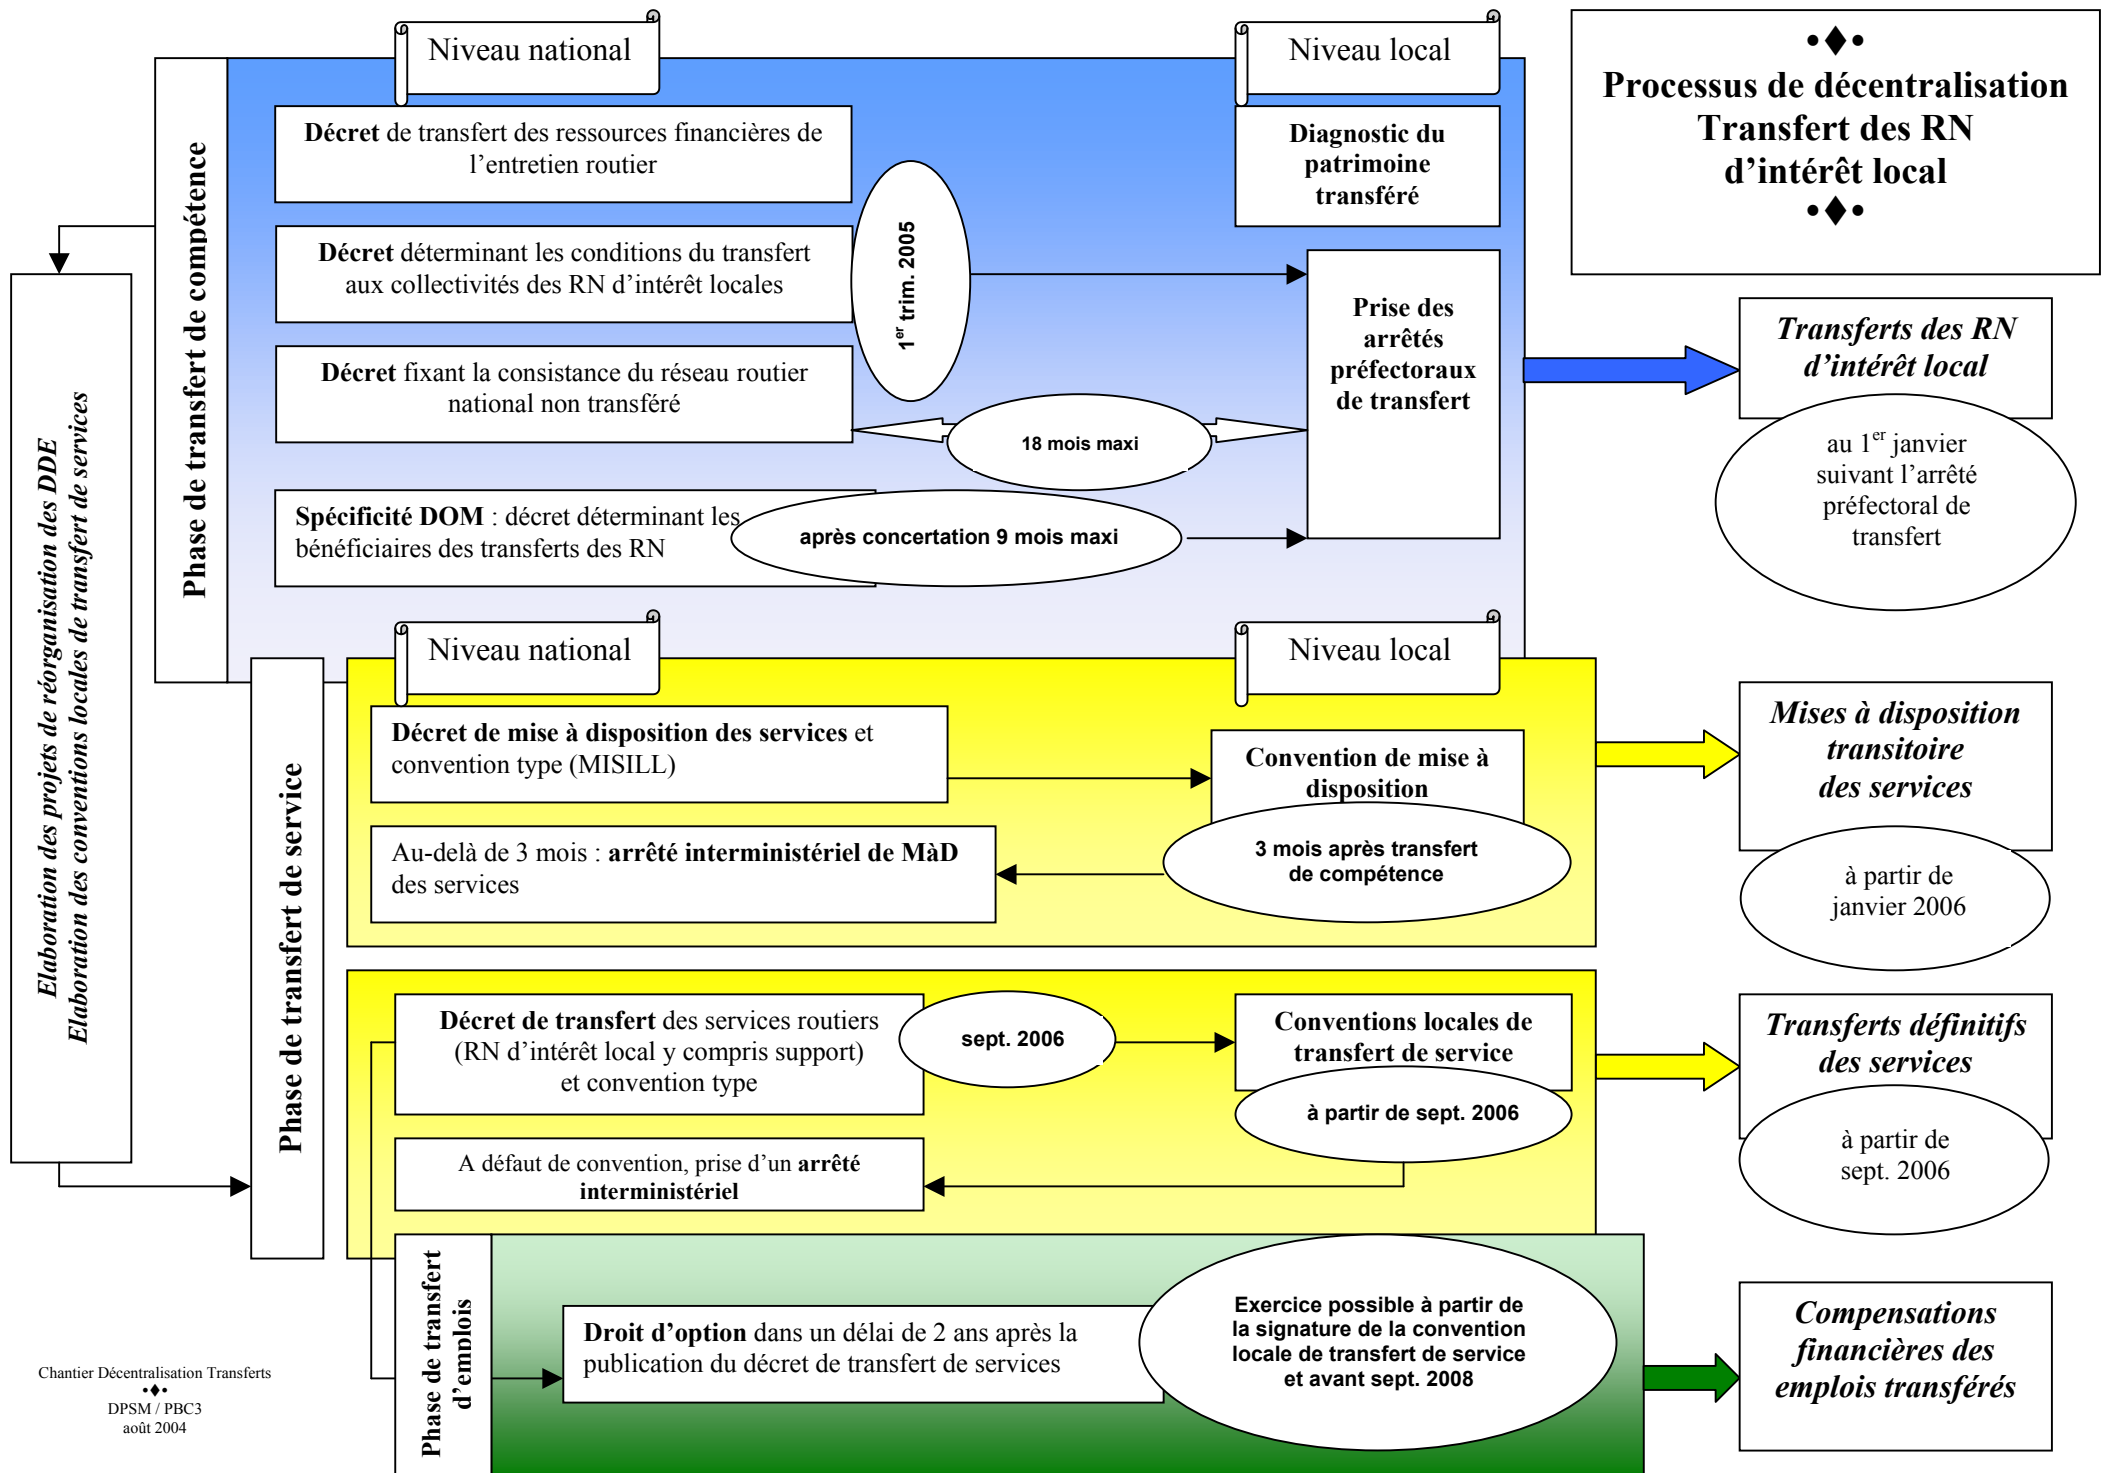 Niveau national
Niveau local
•◆•
Processus de décentralisation
Transfert des RN
d’intérêt local
•◆•
Phase de transfert de compétence
Décret de transfert des ressources financières de
l’entretien routier
Diagnostic du
patrimoine
transféré
Décret déterminant les conditions du transfert
aux collectivités des RN d’intérêt locales
1er trim. 2005
Prise des
arrêtés
préfectoraux
de transfert
Décret fixant la consistance du réseau routier
national non transféré
18 mois maxi
Spécificité DOM : décret déterminant les
bénéficiaires des transferts des RN
après concertation 9 mois maxi
Transferts des RN
d’intérêt local
au 1er janvier
suivant l’arrêté
préfectoral de
transfert
Elaboration des projets de réorganisation des DDE
Elaboration des conventions locales de transfert de services
Niveau national
Niveau local
Phase de transfert de service
Décret de mise à disposition des services et
convention type (MISILL)
Convention de mise à
disposition
3 mois après transfert
de compétence
Au-delà de 3 mois : arrêté interministériel de MàD
des services
Mises à disposition
transitoire
des services
à partir de
janvier 2006
Décret de transfert des services routiers
(RN d’intérêt local y compris support)
et convention type
sept. 2006
Conventions locales de
transfert de service
à partir de sept. 2006
A défaut de convention, prise d’un arrêté
interministériel
Transferts définitifs
des services
à partir de
sept. 2006
Phase de transfert
d’emplois
Droit d’option dans un délai de 2 ans après la
publication du décret de transfert de services
Exercice possible à partir de
la signature de la convention
locale de transfert de service
et avant sept. 2008
Compensations
financières des
emplois transférés
Chantier Décentralisation Transferts
•◆•
DPSM / PBC3
août 2004